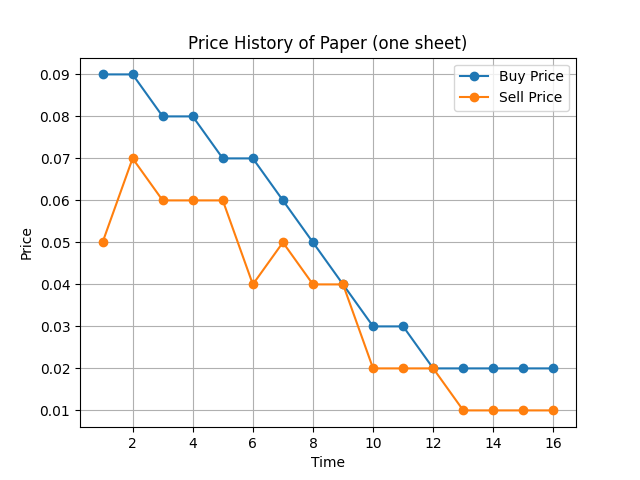 Price History of Paper (one sheet)
Buy Price
Sell Price
Price
0.09
0.08
0.07
0.06
0.05
0.04
0.03
0.02
0.01
2 4 6 8 10 12 14 16
Time